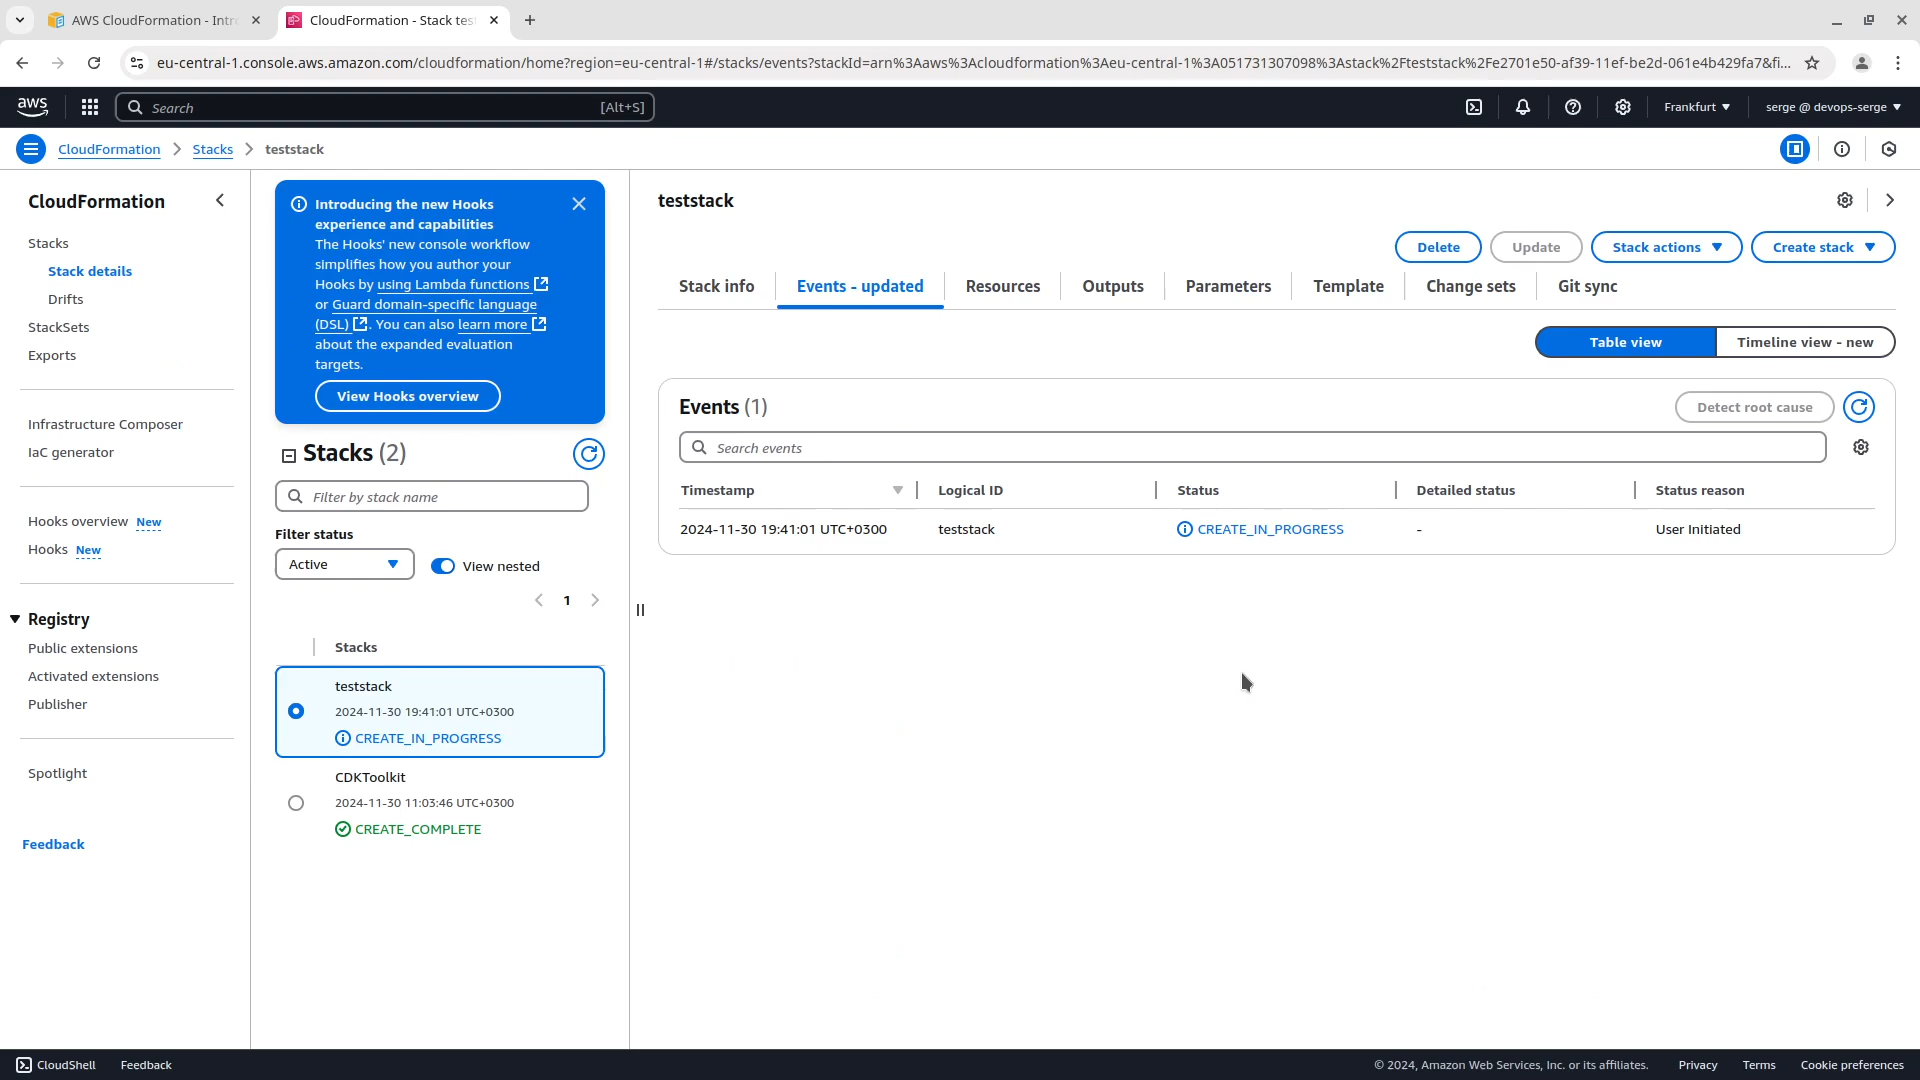 AWS CloudFormation - Intr
CloudFormation - Stack tes
eu-central-1.console.aws.amazon.com/cloudformation/home?region=eu-central-1#/stacks/events?stackId=arn%3Aaws%3Acloudformation%3Aeu-central-1%3A051731307098%3Astack%2Fteststack%2Fe2701e50-af39-11ef-be2d-061e4b429fa7&fi...
aws
Search
[Alt+S]
Frankfurt
serge @ devops-serge
CloudFormation
Stacks
teststack
CloudFormation
Stacks
Stack details
Drifts
StackSets
Exports
Infrastructure Composer
IaC generator
Hooks overview New
Hooks New
Registry
Public extensions
Activated extensions
Publisher
Spotlight
Feedback
Introducing the new Hooks
experience and capabilities
The Hooks' new console workflow
simplifies how you author your
Hooks by using Lambda functions
or Guard domain-specific language
(DSL) . You can also learn more
about the expanded evaluation
targets.
View Hooks overview
Stacks (2)
Filter by stack name
Filter status
Active
View nested
1
Stacks
teststack
2024-11-30 19:41:01 UTC+0300
CREATE_IN_PROGRESS
CDKToolkit
2024-11-30 11:03:46 UTC+0300
CREATE_COMPLETE
teststack
Delete
Update
Stack actions
Create stack
Stack info
Events - updated
Resources
Outputs
Parameters
Template
Change sets
Git sync
Table view
Timeline view - new
Events (1)
Detect root cause
Search events
Timestamp
Logical ID
Status
Detailed status
Status reason
2024-11-30 19:41:01 UTC+0300
teststack
CREATE_IN_PROGRESS
-
User Initiated
CloudShell
Feedback
© 2024, Amazon Web Services, Inc. or its affiliates.
Privacy
Terms
Cookie preferences